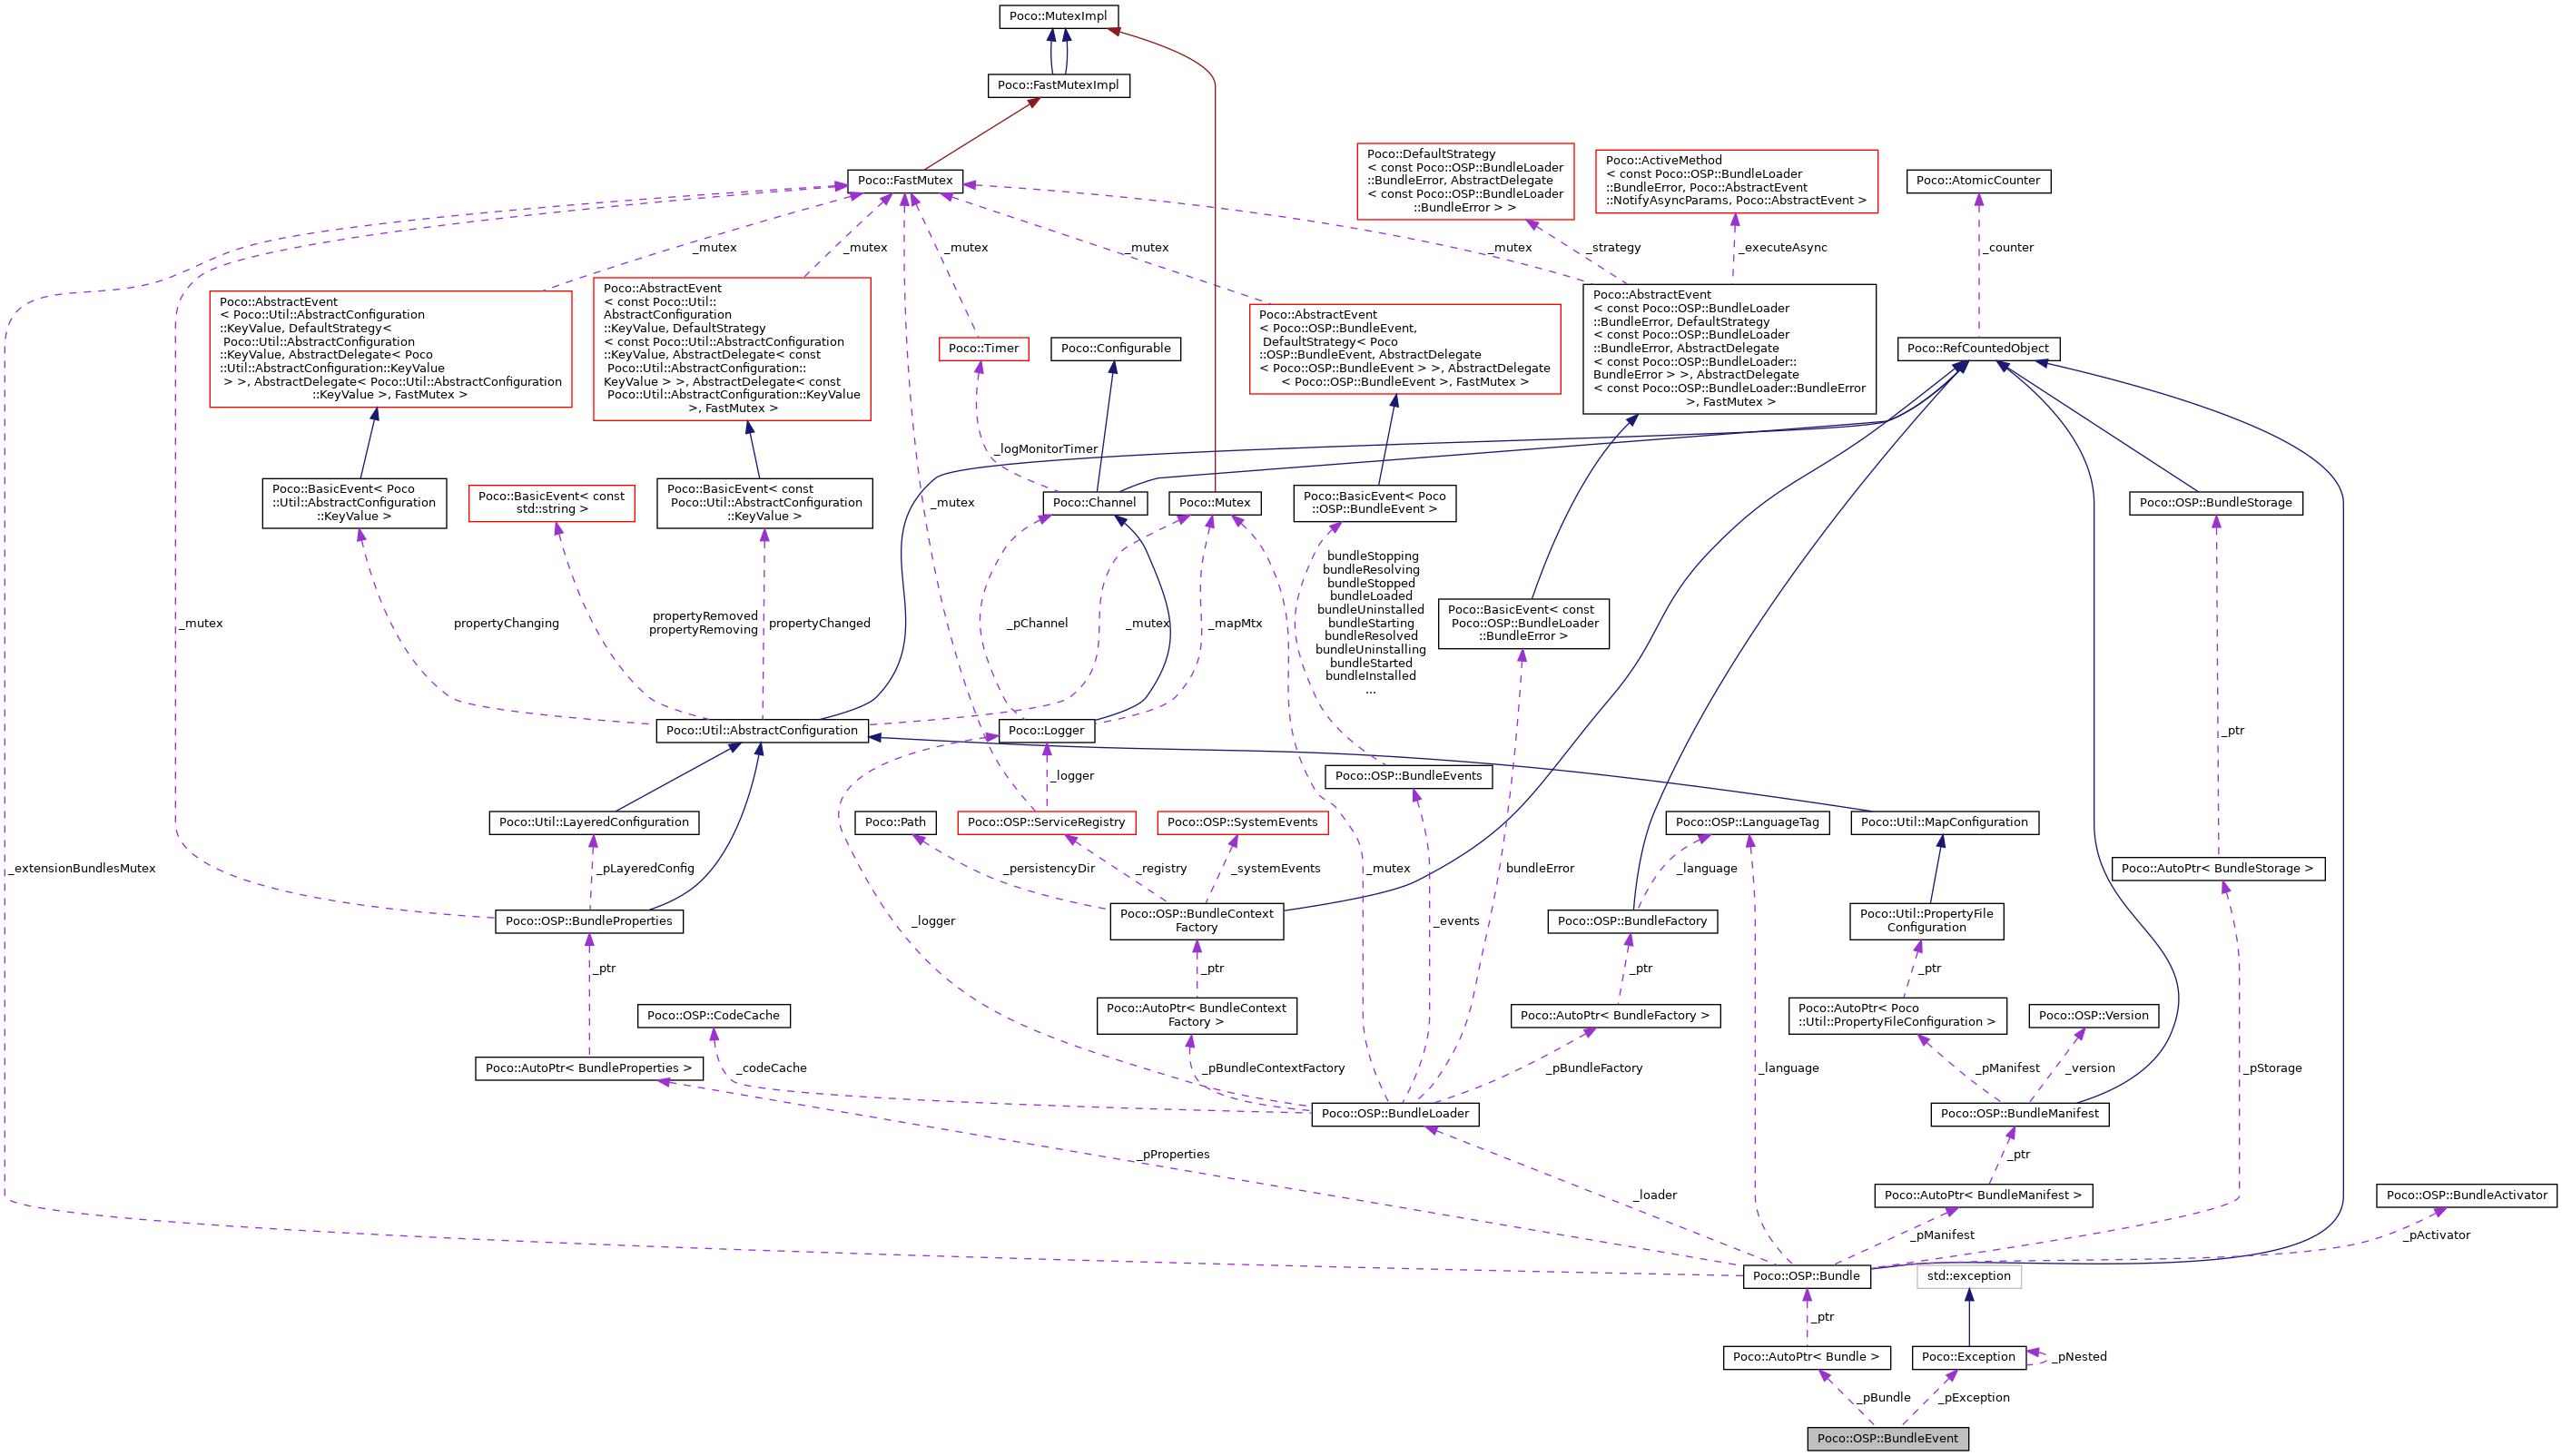 Poco::MutexImpl
Poco::FastMutexImpl
Poco::FastMutex
Poco::DefaultStrategy
< const Poco::OSP::BundleLoader
::BundleError, AbstractDelegate
< const Poco::OSP::BundleLoader
::BundleError > >
Poco::ActiveMethod
< const Poco::OSP::BundleLoader
::BundleError, Poco::AbstractEvent
::NotifyAsyncParams, Poco::AbstractEvent >
Poco::AtomicCounter
_mutex
_mutex
_mutex
_mutex
_mutex
_strategy
_executeAsync
_counter
Poco::AbstractEvent
< Poco::Util::AbstractConfiguration
::KeyValue, DefaultStrategy<
Poco::Util::AbstractConfiguration
::KeyValue, AbstractDelegate< Poco
::Util::AbstractConfiguration::KeyValue
> >, AbstractDelegate< Poco::Util::AbstractConfiguration
::KeyValue >, FastMutex >
Poco::AbstractEvent
< const Poco::Util::
AbstractConfiguration
::KeyValue, DefaultStrategy
< const Poco::Util::AbstractConfiguration
::KeyValue, AbstractDelegate< const
Poco::Util::AbstractConfiguration::
KeyValue > >, AbstractDelegate< const
Poco::Util::AbstractConfiguration::KeyValue
>, FastMutex >
Poco::Timer
Poco::Configurable
Poco::AbstractEvent
< Poco::OSP::BundleEvent,
DefaultStrategy< Poco
::OSP::BundleEvent, AbstractDelegate
< Poco::OSP::BundleEvent > >, AbstractDelegate
< Poco::OSP::BundleEvent >, FastMutex >
Poco::AbstractEvent
< const Poco::OSP::BundleLoader
::BundleError, DefaultStrategy
< const Poco::OSP::BundleLoader
::BundleError, AbstractDelegate
< const Poco::OSP::BundleLoader::
BundleError > >, AbstractDelegate
< const Poco::OSP::BundleLoader::BundleError
>, FastMutex >
Poco::RefCountedObject
_logMonitorTimer
Poco::BasicEvent< Poco
::Util::AbstractConfiguration
::KeyValue >
Poco::BasicEvent< const
std::string >
Poco::BasicEvent< const
Poco::Util::AbstractConfiguration
::KeyValue >
_mutex
Poco::Channel
Poco::Mutex
Poco::BasicEvent< Poco
::OSP::BundleEvent >
Poco::OSP::BundleStorage
bundleStopping
bundleResolving
bundleStopped
bundleLoaded
bundleUninstalled
bundleStarting
bundleResolved
bundleUninstalling
bundleStarted
bundleInstalled
...
Poco::BasicEvent< const
Poco::OSP::BundleLoader
::BundleError >
_mutex
propertyChanging
propertyRemoved
propertyRemoving
propertyChanged
_pChannel
_mutex
_mapMtx
Poco::Util::AbstractConfiguration
Poco::Logger
_ptr
_logger
Poco::OSP::BundleEvents
Poco::Util::LayeredConfiguration
Poco::Path
Poco::OSP::ServiceRegistry
Poco::OSP::SystemEvents
Poco::OSP::LanguageTag
Poco::Util::MapConfiguration
_extensionBundlesMutex
_pLayeredConfig
_persistencyDir
_registry
_systemEvents
_mutex
bundleError
_language
Poco::AutoPtr< BundleStorage >
Poco::OSP::BundleProperties
_logger
Poco::OSP::BundleContext
Factory
_events
Poco::OSP::BundleFactory
Poco::Util::PropertyFile
Configuration
_ptr
_ptr
_ptr
_ptr
Poco::OSP::CodeCache
Poco::AutoPtr< BundleContext
Factory >
Poco::AutoPtr< BundleFactory >
Poco::AutoPtr< Poco
::Util::PropertyFileConfiguration >
Poco::OSP::Version
Poco::AutoPtr< BundleProperties >
_codeCache
_pBundleContextFactory
_pBundleFactory
_language
_pManifest
_version
_pStorage
Poco::OSP::BundleLoader
Poco::OSP::BundleManifest
_pProperties
_ptr
_loader
Poco::AutoPtr< BundleManifest >
Poco::OSP::BundleActivator
_pManifest
_pActivator
Poco::OSP::Bundle
std::exception
_ptr
Poco::AutoPtr< Bundle >
Poco::Exception
_pNested
_pBundle
_pException
Poco::OSP::BundleEvent